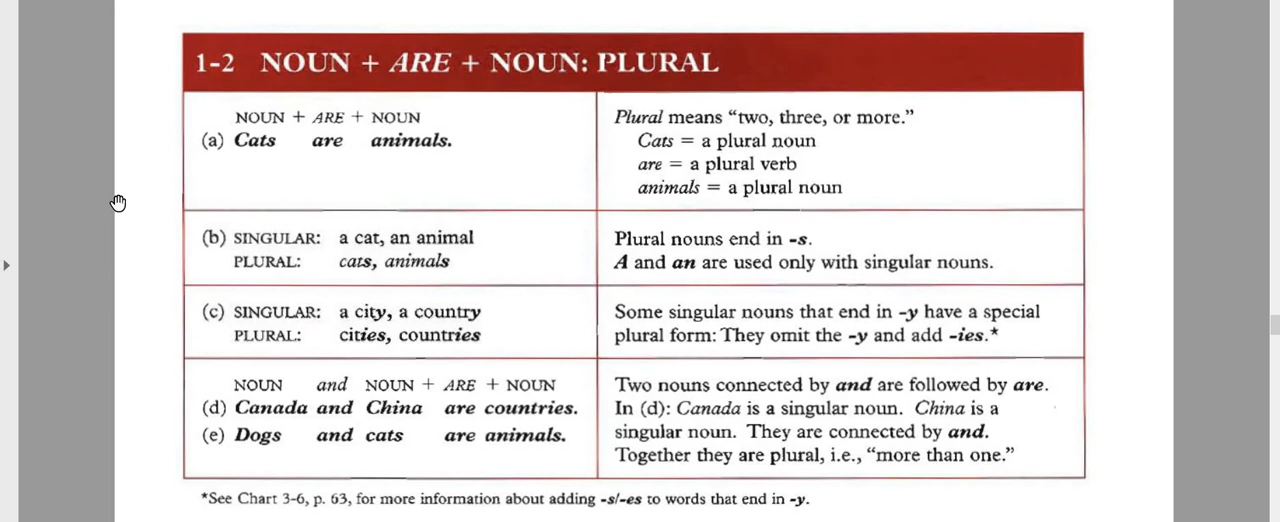 1-2 NOUN + ARE + NOUN: PLURAL
NOUN + ARE + NOUN
(a) Cats are animals.
Plural means “two, three, or more.”
Cats = a plural noun
are = a plural verb
animals = a plural noun
(b) SINGULAR: a cat, an animal
PLURAL: cats, animals
Plural nouns end in -s.
A and an are used only with singular nouns.
(c) SINGULAR: a city, a country
PLURAL: cities, countries
Some singular nouns that end in -y have a special
plural form: They omit the -y and add -ies.*
NOUN and NOUN + ARE + NOUN
(d) Canada and China are countries.
(e) Dogs and cats are animals.
Two nouns connected by and are followed by are.
In (d): Canada is a singular noun. China is a
singular noun. They are connected by and.
Together they are plural, i.e., “more than one.”
*See Chart 3-6, p. 63, for more information about adding -s/-es to words that end in -y.